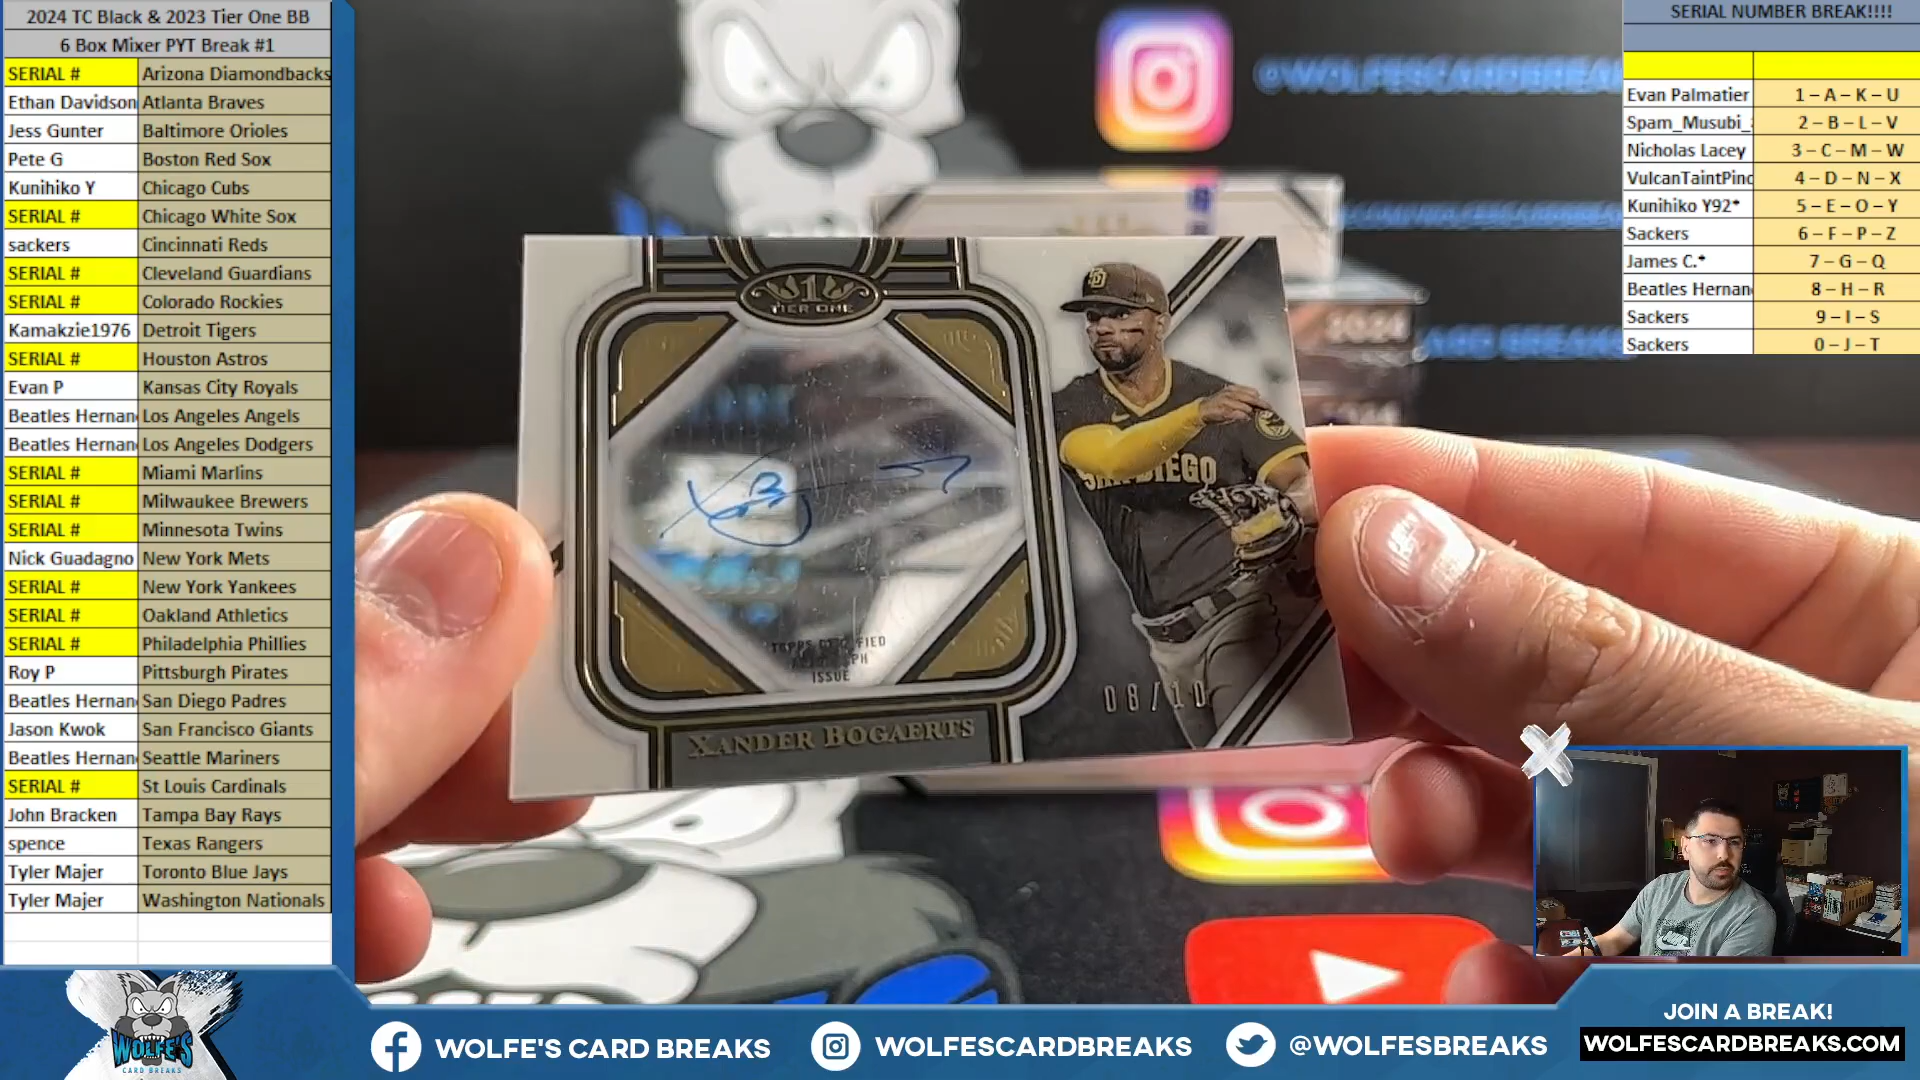 2024 TC Black & 2023 Tier One BB
6 Box Mixer PYT Break #1
SERIAL # Arizona Diamondbacks
Ethan Davidson Atlanta Braves
Jess Gunter Baltimore Orioles
Pete G Boston Red Sox
Kunihiko Y Chicago Cubs
SERIAL # Chicago White Sox
sackers Cincinnati Reds
SERIAL # Cleveland Guardians
SERIAL # Colorado Rockies
Kamakzie1976 Detroit Tigers
SERIAL # Houston Astros
Evan P Kansas City Royals
Beatles Hernan Los Angeles Angels
Beatles Hernan Los Angeles Dodgers
SERIAL # Miami Marlins
SERIAL # Milwaukee Brewers
SERIAL # Minnesota Twins
Nick Guadagno New York Mets
SERIAL # New York Yankees
SERIAL # Oakland Athletics
SERIAL # Philadelphia Phillies
Roy P Pittsburgh Pirates
Beatles Hernan San Diego Padres
Jason Kwok San Francisco Giants
Beatles Hernan Seattle Mariners
SERIAL # St Louis Cardinals
John Bracken Tampa Bay Rays
spence Texas Rangers
Tyler Majer Toronto Blue Jays
Tyler Majer Washington Nationals
SERIAL NUMBER BREAK!!!!
Evan Palmatier 1 – A – K – U
Spam_Musubi_ 2 – B – L – V
Nicholas Lacey 3 – C – M – W
VulcanTaintPinc 4 – D – N – X
Kunihiko Y92* 5 – E – O – Y
Sackers 6 – F – P – Z
James C.* 7 – G – Q
Beatles Hernan 8 – H – R
Sackers 9 – I – S
Sackers 0 – J – T
@WOLFESCARDBREAK
1
TIER ONE
SD
SAN DIEGO
TOPPS CERTIFIED
AUTOGRAPH
ISSUE
08/10
XANDER BOGAERTS
2024
WOLFE'S
CARD BREAKS
WOLFE'S CARD BREAKS
WOLFESCARDBREAKS
@WOLFESBREAKS
JOIN A BREAK!
WOLFESCARDBREAKS.COM